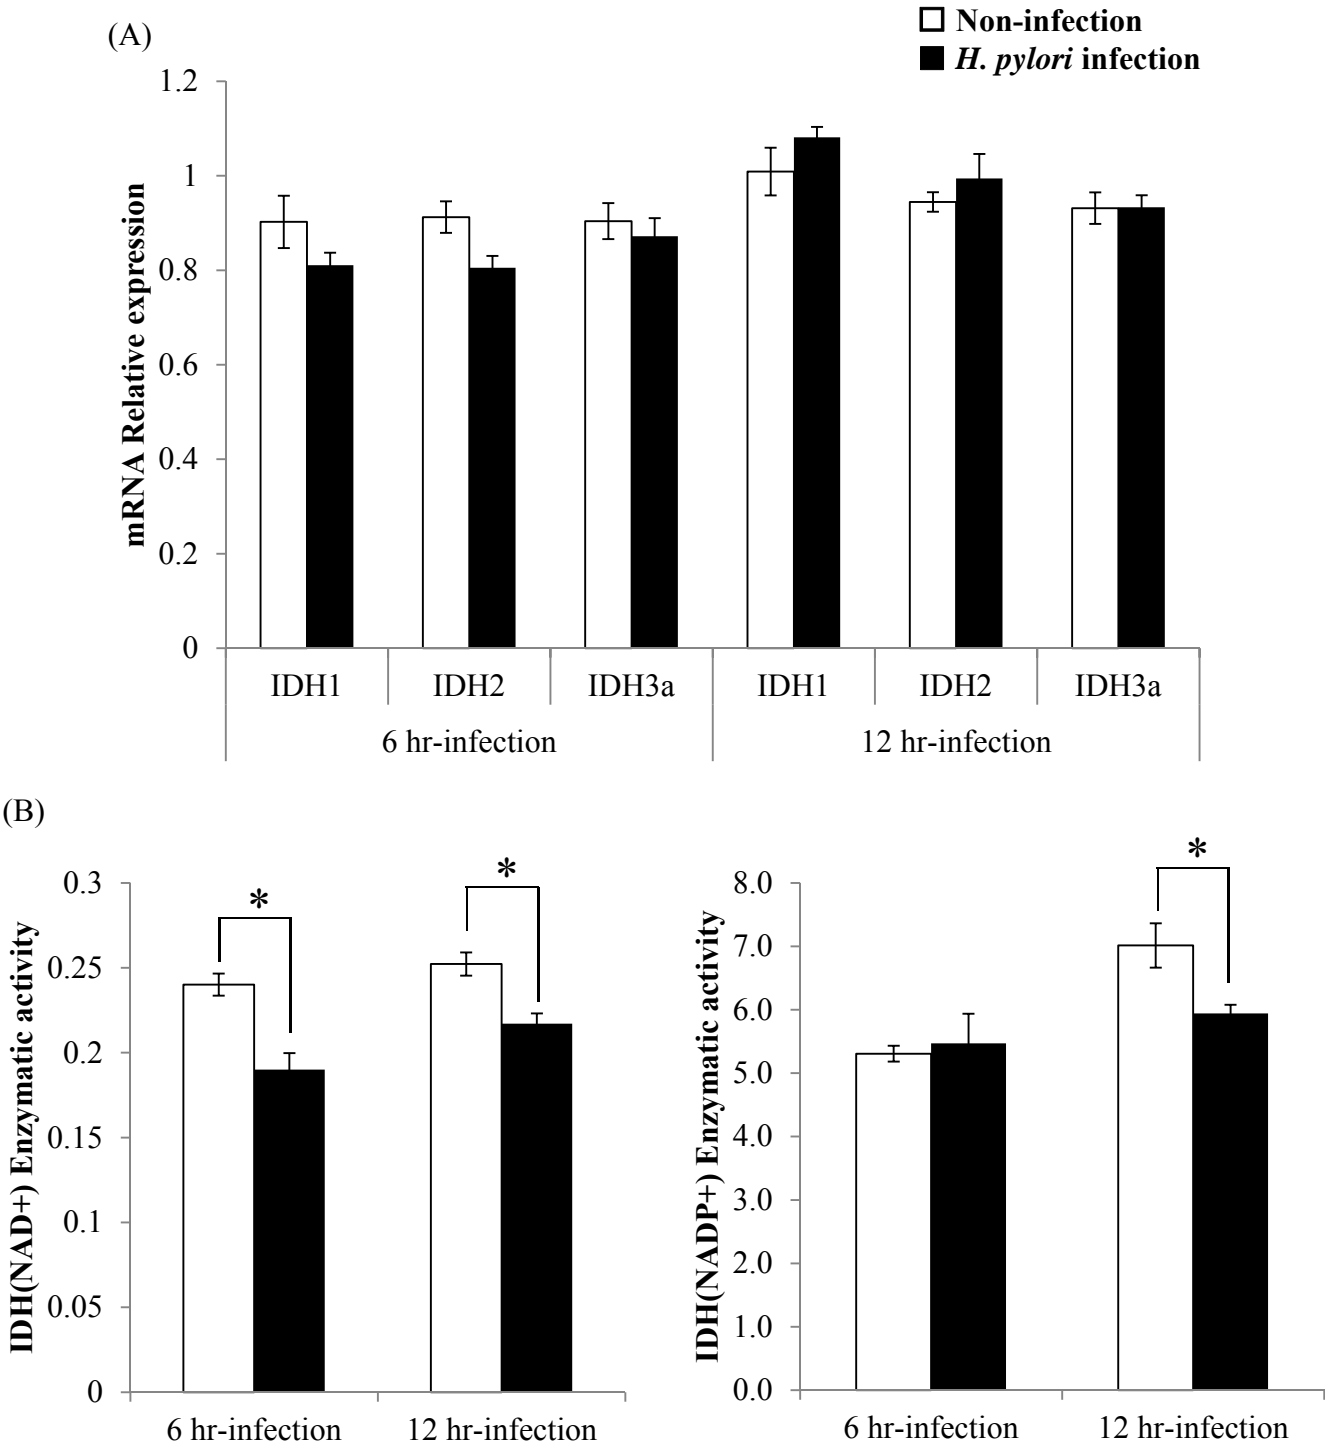 (A)
Non-infection
H. pylori infection
mRNA Relative expression
1.2
1
0.8
0.6
0.4
0.2
0
IDH1 IDH2 IDH3a IDH1 IDH2 IDH3a
6 hr-infection 12 hr-infection
(B)
IDH(NAD+) Enzymatic activity
0.3
0.25
0.2
0.15
0.1
0.05
0
* *
6 hr-infection 12 hr-infection
IDH(NADP+) Enzymatic activity
8.0
7.0
6.0
5.0
4.0
3.0
2.0
1.0
0.0
*
6 hr-infection 12 hr-infection